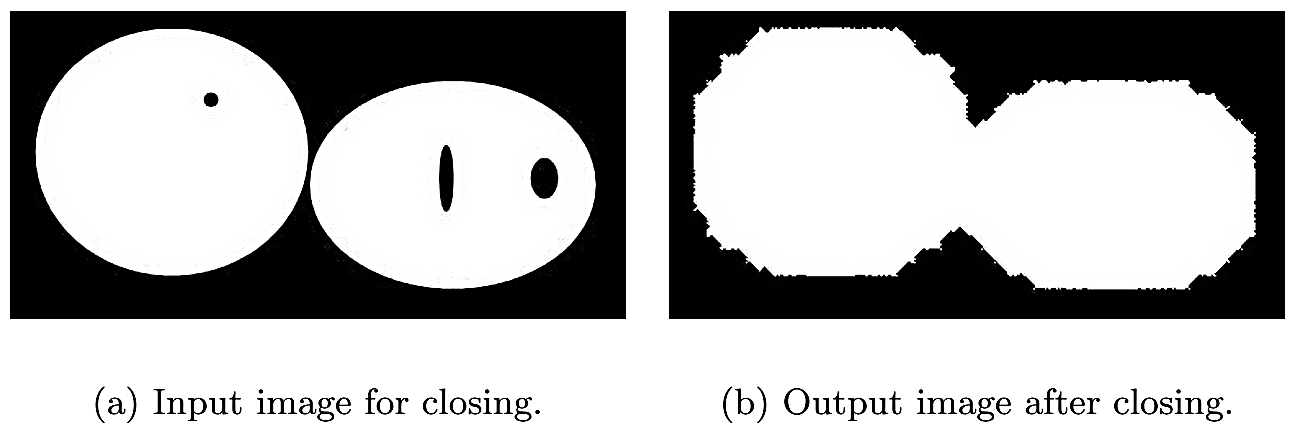 (a) Input image for closing.
(b) Output image after closing.